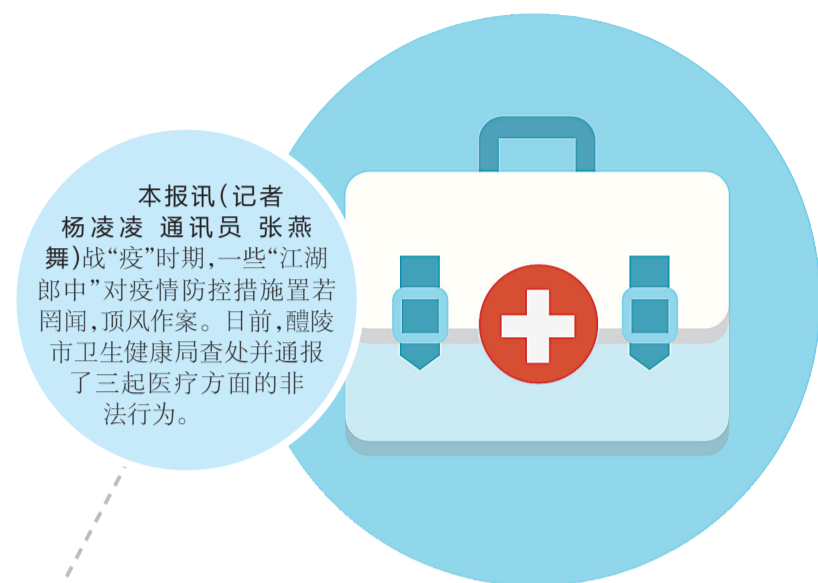 本报讯(记者
杨凌凌 通讯员 张燕
舞)战“疫”时期,一些“江湖
郎中”对疫情防控措施置若
罔闻,顶风作案。日前,醴陵
市卫生健康局查处并通报
了三起医疗方面的非
法行为。